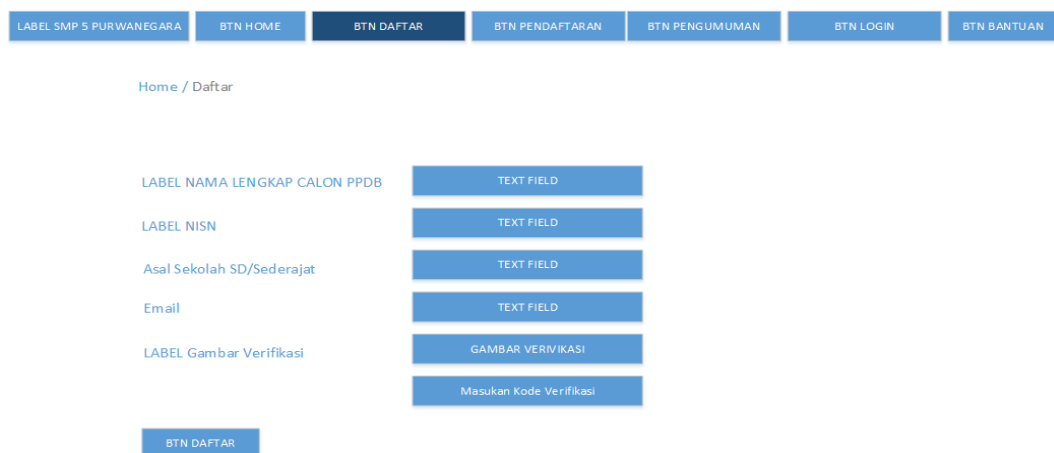 LABEL SMP 5 PURWANEGARA BTN HOME BTN DAFTAR BTN PENDAFTARAN BTN PENGUMUMAN BTN LOGIN BTN BANTUAN
Home / Daftar
LABEL NAMA LENGKAP CALON PPDB TEXT FIELD
LABEL NISN TEXT FIELD
Asal Sekolah SD/Sederajat TEXT FIELD
Email TEXT FIELD
LABEL Gambar Verifikasi GAMBAR VERIVIKASI
Masukan Kode Verifikasi
BTN DAFTAR